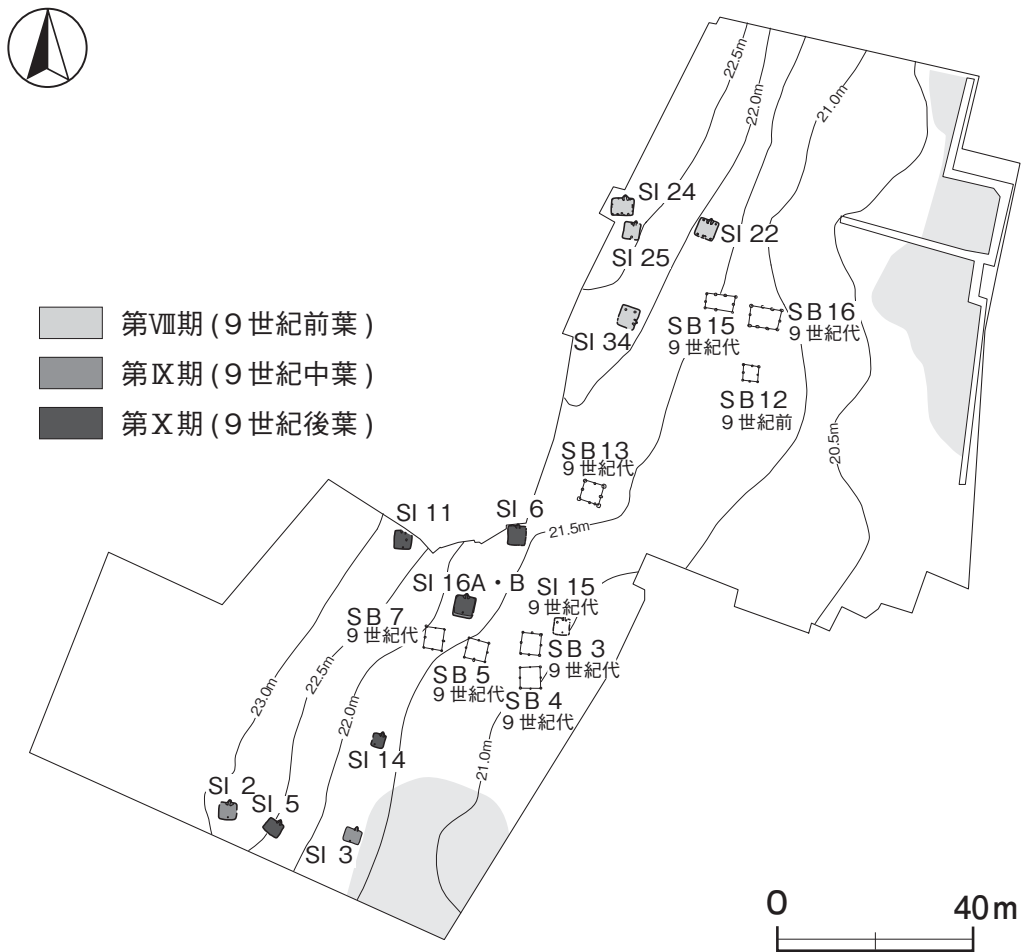 22.5m
22.0m
21.0m
SI 24
SI 22
SI 25
第Ⅷ期 ( 9 世紀前葉 )
SI 34
SB15
9 世紀代
SB16
9 世紀代
第Ⅸ期 ( 9 世紀中葉 )
SB12
9 世紀前
第Ⅹ期 ( 9 世紀後葉 )
20.5m
SB13
9 世紀代
SI 11
SI 6
21.5m
SI 16A・B
SI 15
9 世紀代
SB 7
9 世紀代
SB 3
9 世紀代
SB 5
9 世紀代
SB 4
9 世紀代
23.0m
22.5m
22.0m
21.0m
SI 14
SI 2
SI 5
SI 3
0 40m